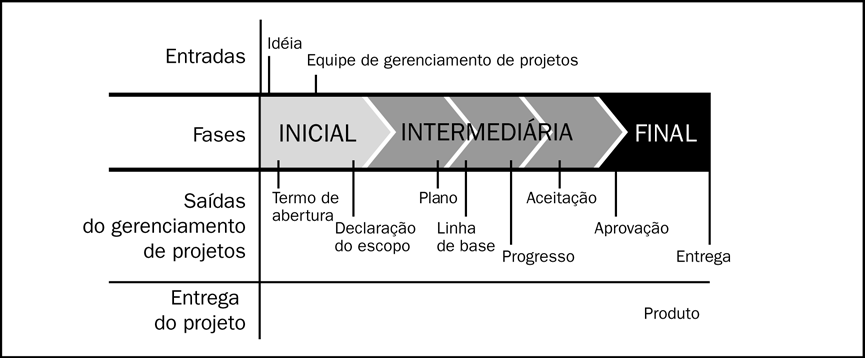 Entradas
Idéia
Equipe de gerenciamento de projetos
Fases
INICIAL
INTERMEDIÁRIA
FINAL
Saídas
do gerenciamento
de projetos
Termo de
abertura
Declaração
do escopo
Plano
Linha
de base
Progresso
Aceitação
Aprovação
Entrega
Entrega
do projeto
Produto